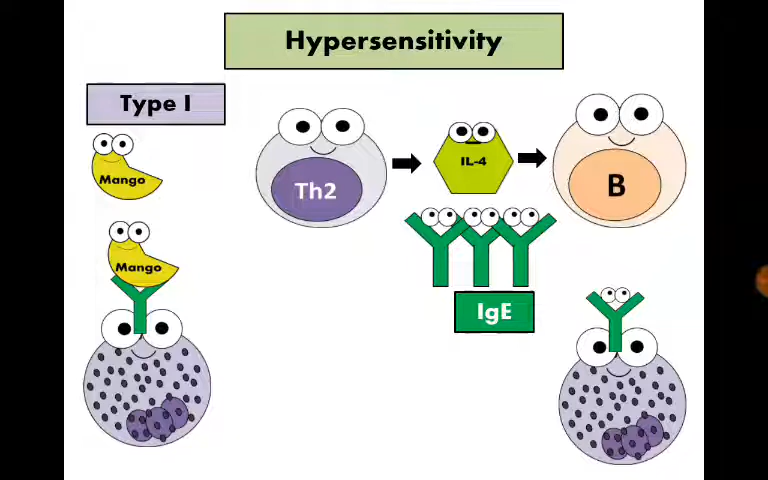 Hypersensitivity
Type I
Mango
Th2
IL-4
B
Mango
IgE